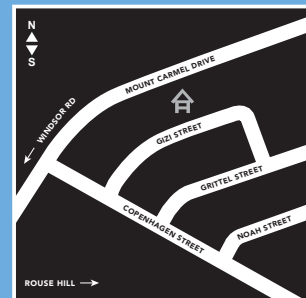 N
S
MOUNT CARMEL DRIVE
WINDSOR RD
GIZI STREET
GRITTEL STREET
COPENHAGEN STREET
NOAH STREET
ROUSE HILL